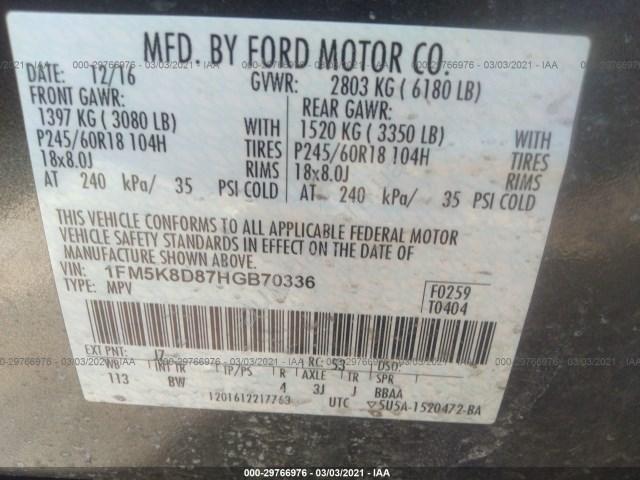 MFD. BY FORD MOTOR CO.
DATE: 12/16 GVWR: 2803 KG ( 6180 LB)
FRONT GAWR: REAR GAWR:
1397 KG ( 3080 LB) WITH 1520 KG ( 3350 LB) WITH
P245/60R18 104H TIRES P245/60R18 104H TIRES
18x8.0J RIMS 18x8.0J RIMS
AT 240 kPa/ 35 PSI COLD AT 240 kPa/ 35 PSI COLD
THIS VEHICLE CONFORMS TO ALL APPLICABLE FEDERAL MOTOR
VEHICLE SAFETY STANDARDS IN EFFECT ON THE DATE OF
MANUFACTURE SHOWN ABOVE.
VIN: 1FM5K8D87HGB70336
TYPE: MPV
F0259
T0404
EXT PNT: J7 RC: 53 DSO:
WB INT TR TP/PS R AXLE TR SPR
113 BW 4 3J J BBAA
1201612217763 UTC ▽5U5A-1520472-BA
000-29766976 - 03/03/2021 - IAA